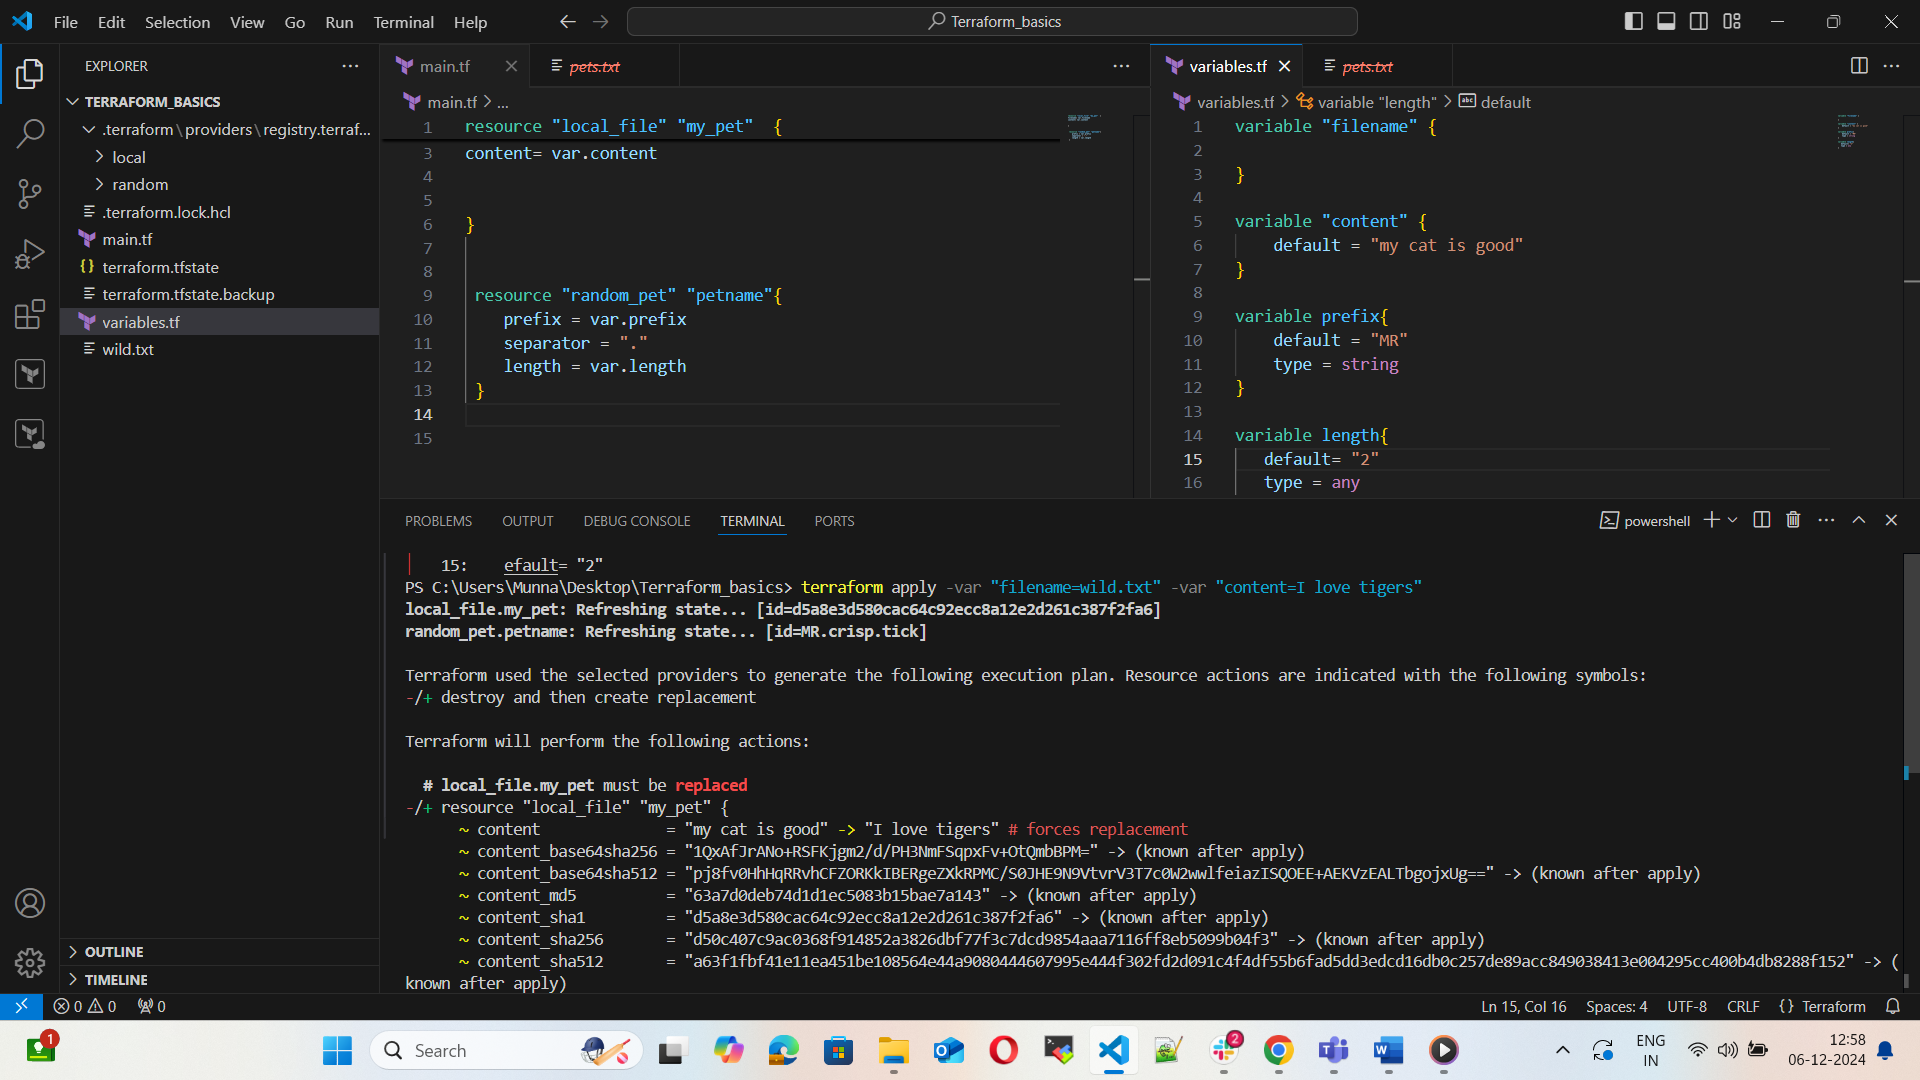 File Edit Selection View Go Run Terminal Help
Terraform_basics
EXPLORER
TERRAFORM_BASICS
.terraform\providers\registry.terraf...
local
random
.terraform.lock.hcl
main.tf
terraform.tfstate
terraform.tfstate.backup
variables.tf
wild.txt
OUTLINE
TIMELINE
main.tf
pets.txt
main.tf > ...
1 resource "local_file" "my_pet" {
3 content= var.content
4
5
6 }
7
8
9 resource "random_pet" "petname"{
10 prefix = var.prefix
11 separator = "."
12 length = var.length
13 }
14
15
variables.tf
pets.txt
variables.tf > variable "length" > default
1 variable "filename" {
2
3 }
4
5 variable "content" {
6 default = "my cat is good"
7 }
8
9 variable prefix{
10 default = "MR"
11 type = string
12 }
13
14 variable length{
15 default= "2"
16 type = any
PROBLEMS OUTPUT DEBUG CONSOLE TERMINAL PORTS
powershell
15: efault= "2"
PS C:\Users\Munna\Desktop\Terraform_basics> terraform apply -var "filename=wild.txt" -var "content=I love tigers"
local_file.my_pet: Refreshing state... [id=d5a8e3d580cac64c92ecc8a12e2d261c387f2fa6]
random_pet.petname: Refreshing state... [id=MR.crisp.tick]
Terraform used the selected providers to generate the following execution plan. Resource actions are indicated with the following symbols:
-/+ destroy and then create replacement
Terraform will perform the following actions:
# local_file.my_pet must be replaced
-/+ resource "local_file" "my_pet" {
~ content = "my cat is good" -> "I love tigers" # forces replacement
~ content_base64sha256 = "1QxAfJrANo+RSFKjgm2/d/PH3NmFSqpxFv+OtQmbBPM=" -> (known after apply)
~ content_base64sha512 = "pj8fv0HhHqRRvhCFZORKkIBERgeZXkRPMC/S0JHE9N9VtvrV3T7c0W2wwlfeiazISQOEE+AEKVzEALTbgojxUg==" -> (known after apply)
~ content_md5 = "63a7d0deb74d1d1ec5083b15bae7a143" -> (known after apply)
~ content_sha1 = "d5a8e3d580cac64c92ecc8a12e2d261c387f2fa6" -> (known after apply)
~ content_sha256 = "d50c407c9ac0368f914852a3826dbf77f3c7dcd9854aaa7116ff8eb5099b04f3" -> (known after apply)
~ content_sha512 = "a63f1fbf41e11ea451be108564e44a9080444607995e444f302fd2d091c4f4df55b6fad5dd3edcd16db0c257de89acc849038413e004295cc400b4db8288f152" -> (
known after apply)
0 0 0
Ln 15, Col 16 Spaces: 4 UTF-8 CRLF {} Terraform
1
Search
2
ENG
IN
12:58
06-12-2024